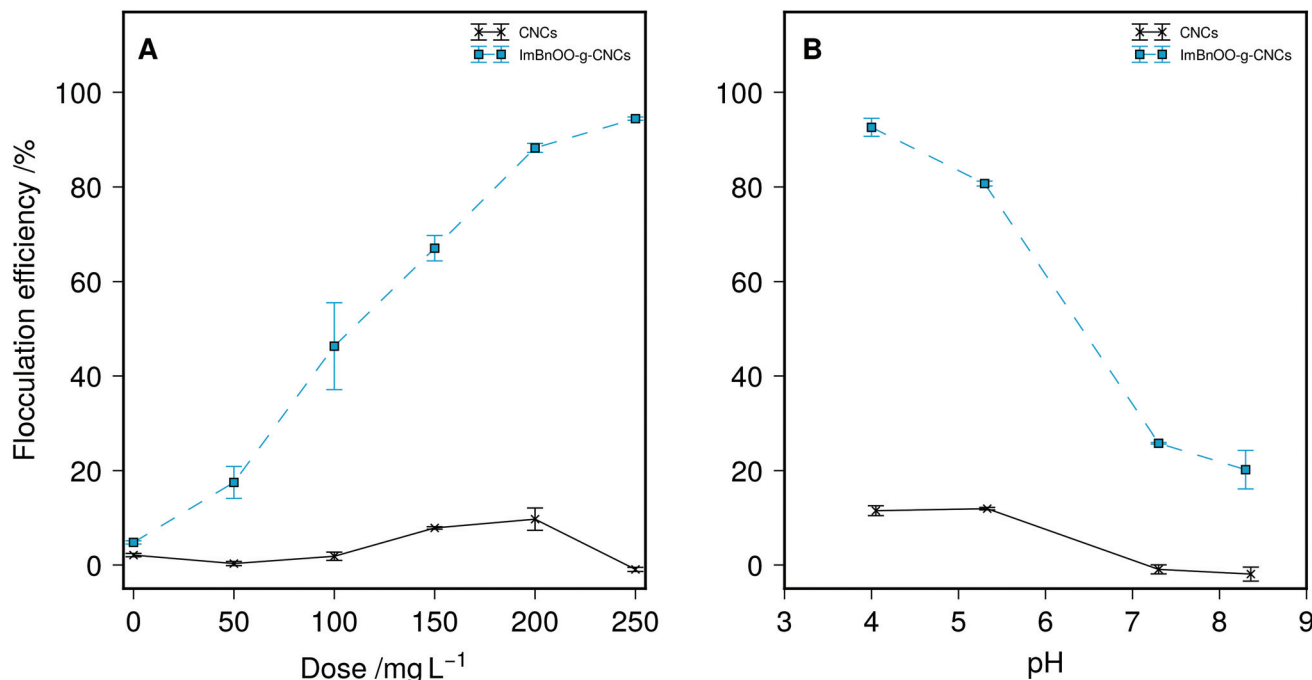 A
CNCs
ImBnOO-g-CNCs
100
80
60
40
20
0
Flocculation efficiency /%
0 50 100 150 200 250
Dose /mg L⁻¹
B
CNCs
ImBnOO-g-CNCs
100
80
60
40
20
0
3 4 5 6 7 8 9
pH